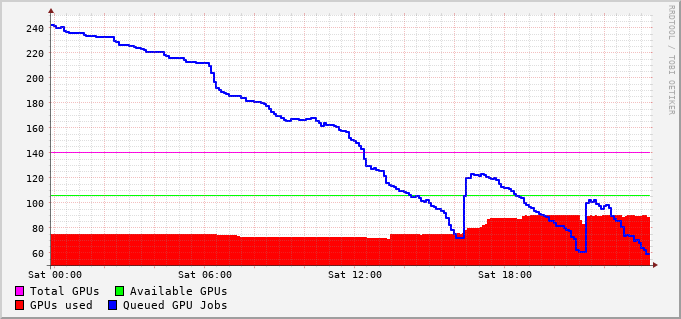 RRDTOOL / TOBI OETIKER
240
220
200
180
160
140
120
100
80
60
Sat 00:00 Sat 06:00 Sat 12:00 Sat 18:00
Total GPUs Available GPUs
GPUs used Queued GPU Jobs